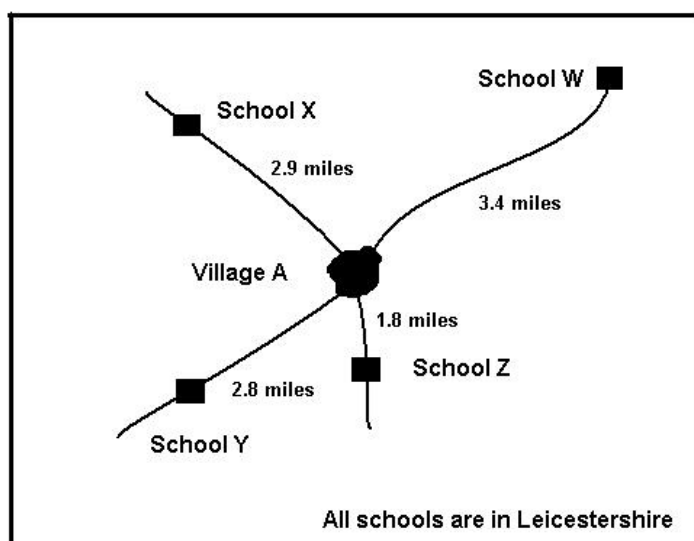 School W
School X
2.9 miles
3.4 miles
Village A
1.8 miles
School Z
2.8 miles
School Y
All schools are in Leicestershire